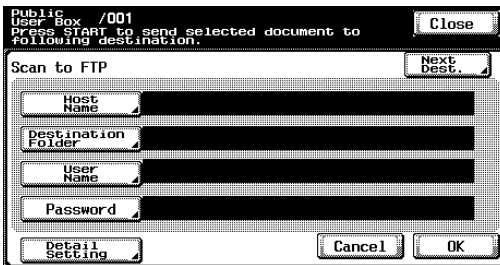 Public
User Box /001
Press START to send selected document to
following destination.
Close
Scan to FTP
Next
Dest.
Host
Name
Destination
Folder
User
Name
Password
Detail
Setting
Cancel
OK